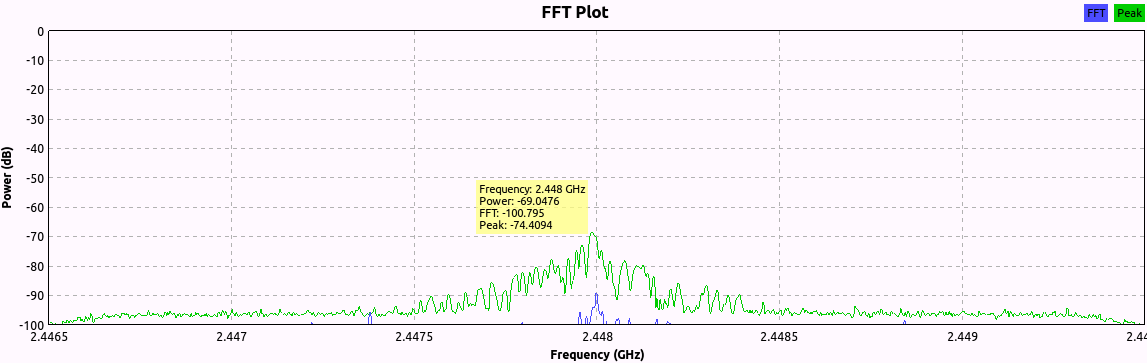 FFT Plot
FFT Peak
0
-10
-20
-30
-40
-50
-60
-70
-80
-90
-100
Power (dB)
Frequency: 2.448 GHz
Power: -69.0476
FFT: -100.795
Peak: -74.4094
2.4465 2.447 2.4475 2.448 2.4485 2.449 2.44
Frequency (GHz)